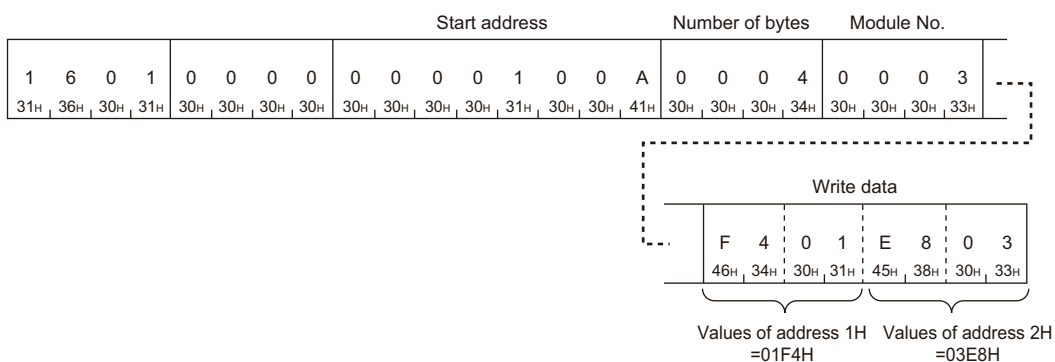 Start address Number of bytes Module No.
1 6 0 1 0 0 0 0 0 0 0 0 1 0 0 A 0 0 0 4 0 0 0 3
31H 36H 30H 31H 30H 30H 30H 30H 30H 30H 30H 30H 31H 30H 30H 41H 30H 30H 30H 34H 30H 30H 30H 33H
Write data
F 4 0 1 E 8 0 3
46H 34H 30H 31H 45H 38H 30H 33H
Values of address 1H Values of address 2H
=01F4H =03E8H